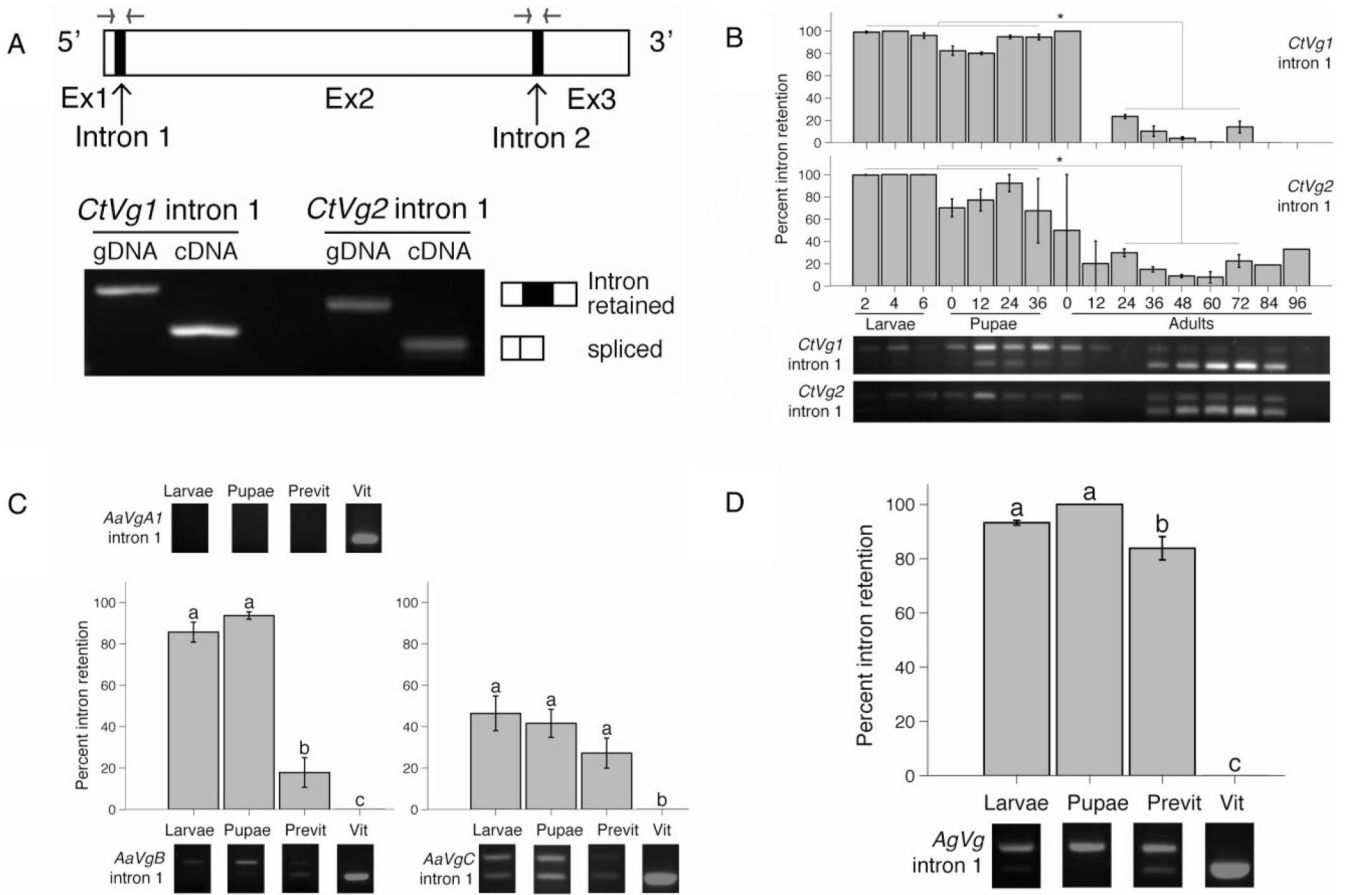 A
5’
3’
Ex1
Ex2
Ex3
Intron 1
Intron 2
CtVg1 intron 1
CtVg2 intron 1
gDNA cDNA
gDNA cDNA
Intron
retained
spliced
B
Percent intron retention
100
80
60
40
20
0
*
CtVg1
intron 1
100
80
60
40
20
0
*
CtVg2
intron 1
2 4 6 0 12 24 36 0 12 24 36 48 60 72 84 96
Larvae Pupae Adults
CtVg1
intron 1
CtVg2
intron 1
C
Larvae Pupae Previt Vit
AaVgA1
intron 1
Percent intron retention
100
80
60
40
20
0
a
a
b
c
Larvae Pupae Previt Vit
AaVgB
intron 1
100
80
60
40
20
0
a
a
a
b
Larvae Pupae Previt Vit
AaVgC
intron 1
D
Percent intron retention
100
80
60
40
20
0
a
a
b
c
Larvae Pupae Previt Vit
AgVg
intron 1